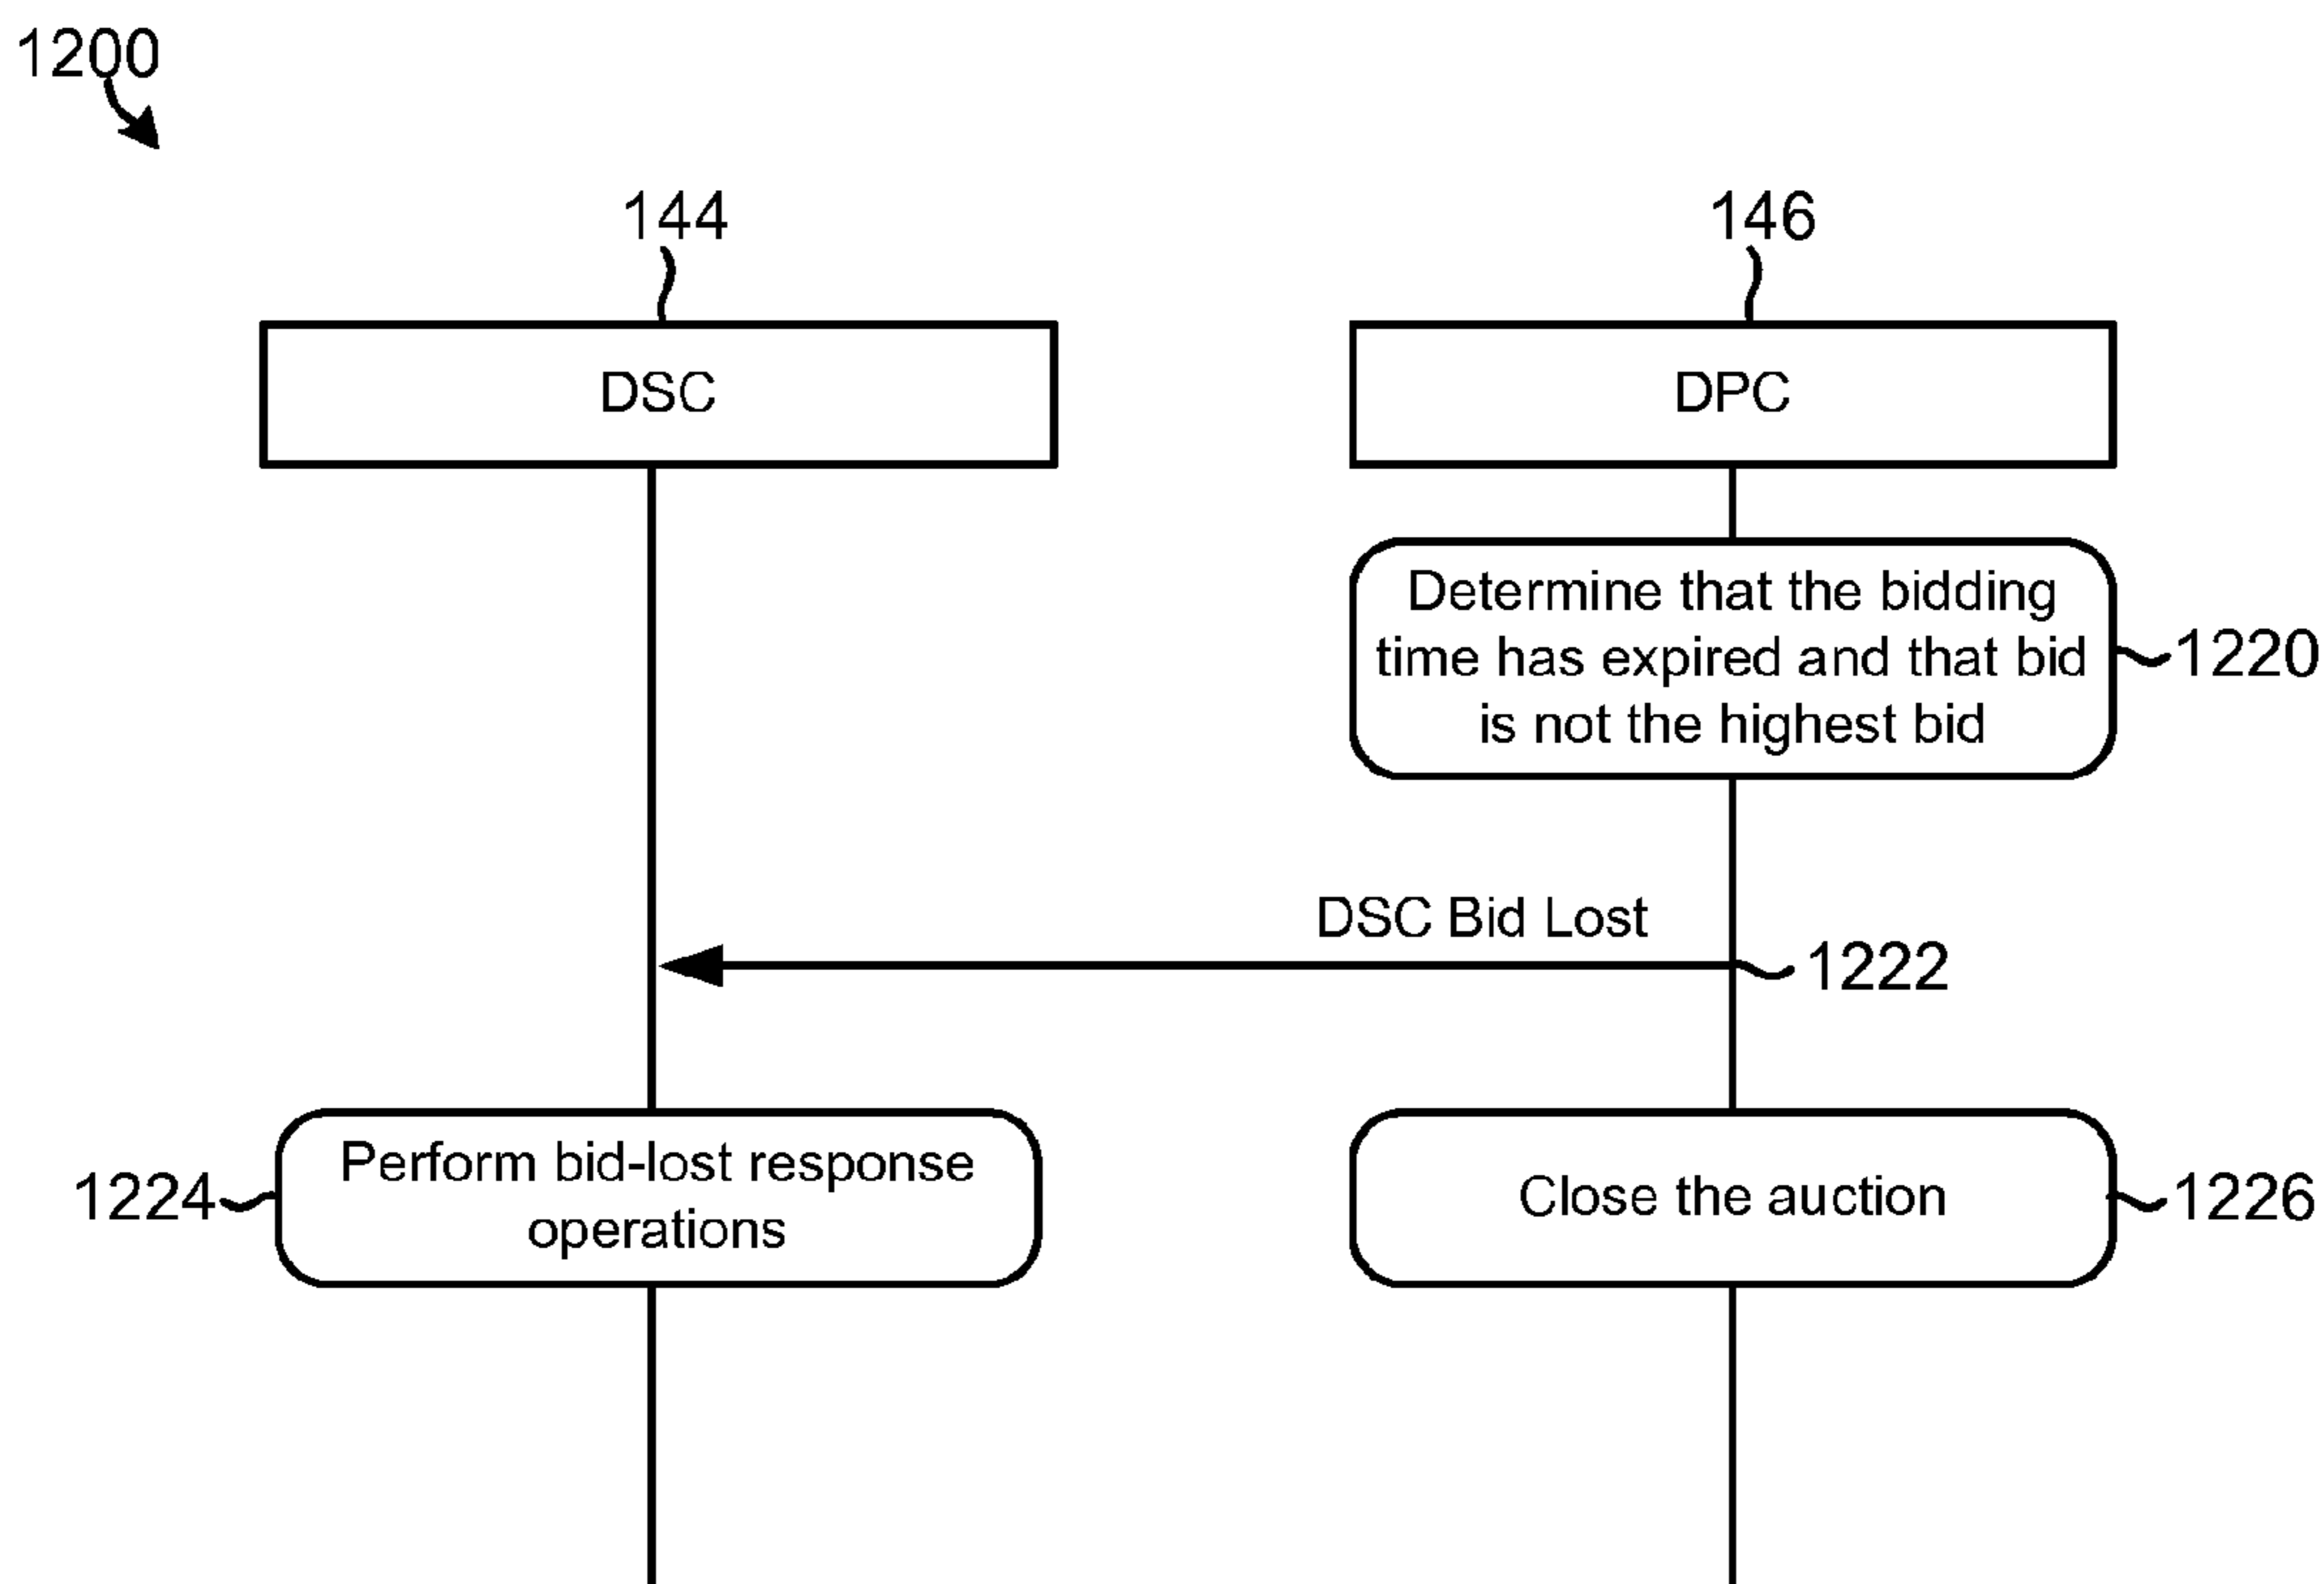 1200
144
146
DSC
DPC
Determine that the bidding
time has expired and that bid
is not the highest bid
1220
DSC Bid Lost
1222
Perform bid-lost response
operations
1224
Close the auction
1226